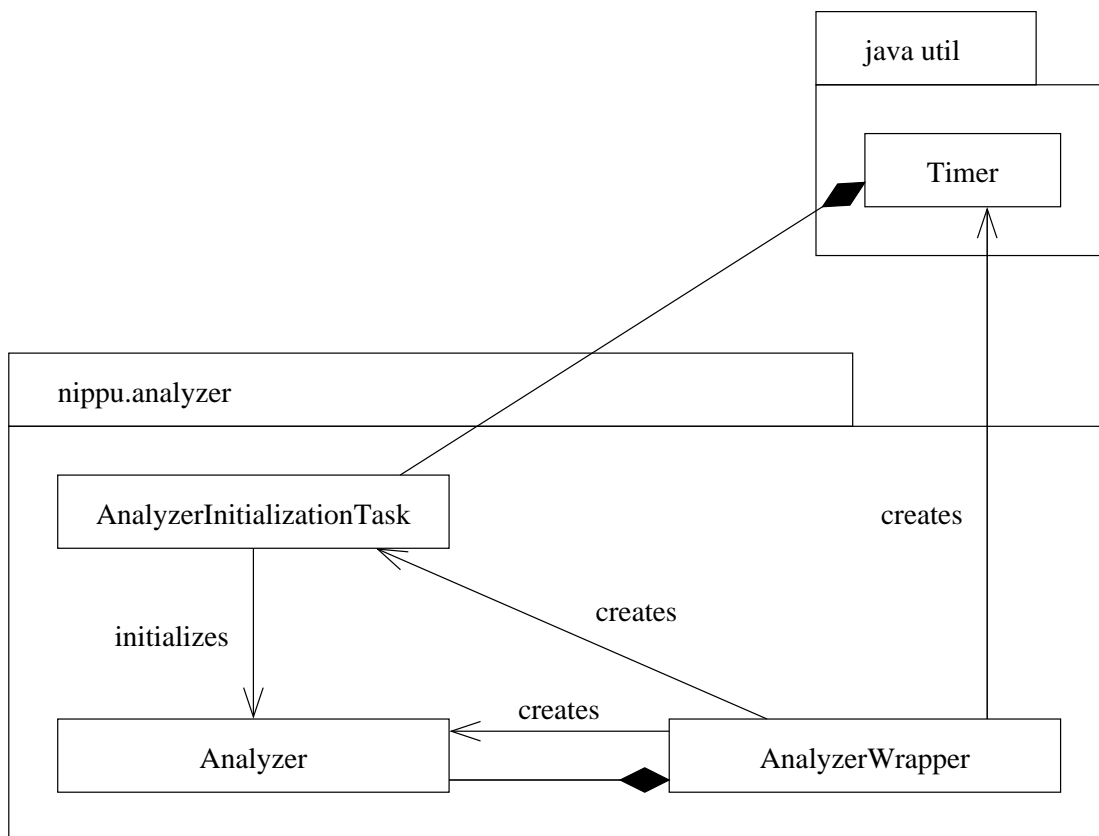 java util
Timer
nippu.analyzer
AnalyzerInitializationTask
creates
creates
initializes
creates
Analyzer
AnalyzerWrapper